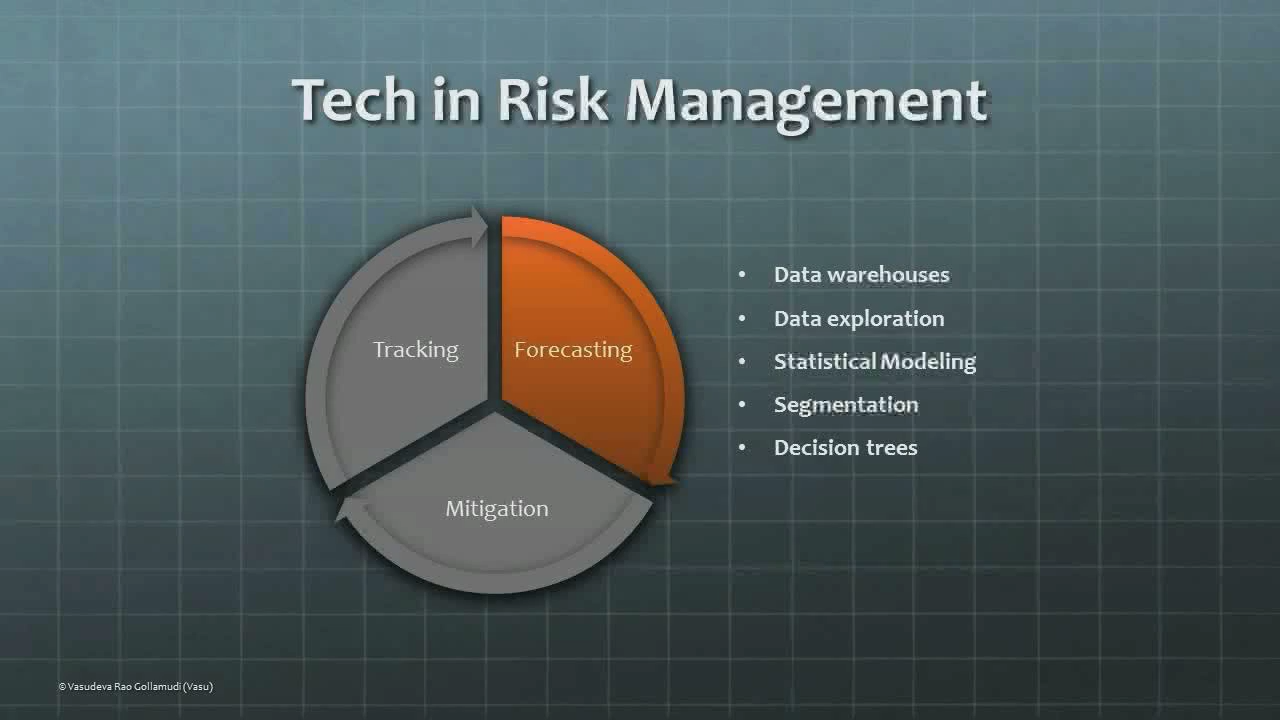 Tech in Risk Management
Tracking
Forecasting
Mitigation
• Data warehouses
• Data exploration
• Statistical Modeling
• Segmentation
• Decision trees
© Vasudeva Rao Gollamudi (Vasu)